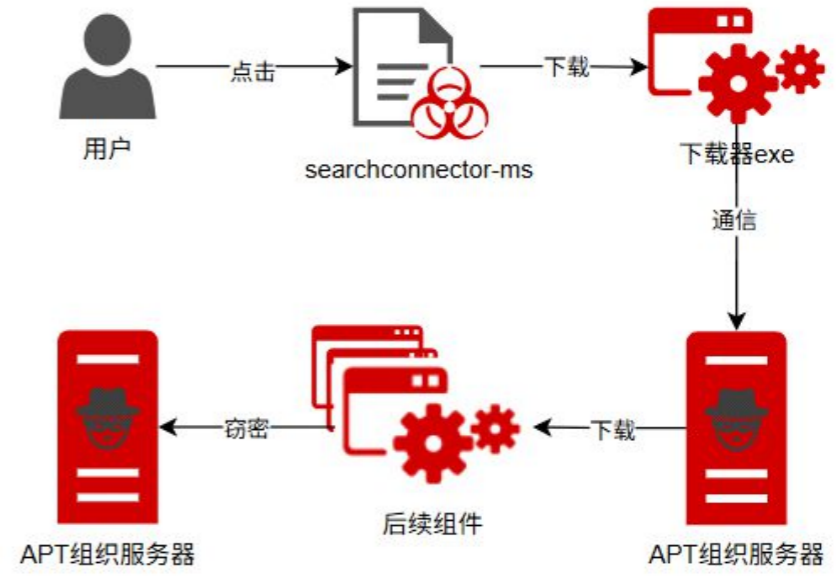 点击
下载
用户
searchconnector-ms
下载器exe
通信
窃密
下载
后续组件
APT组织服务器
APT组织服务器